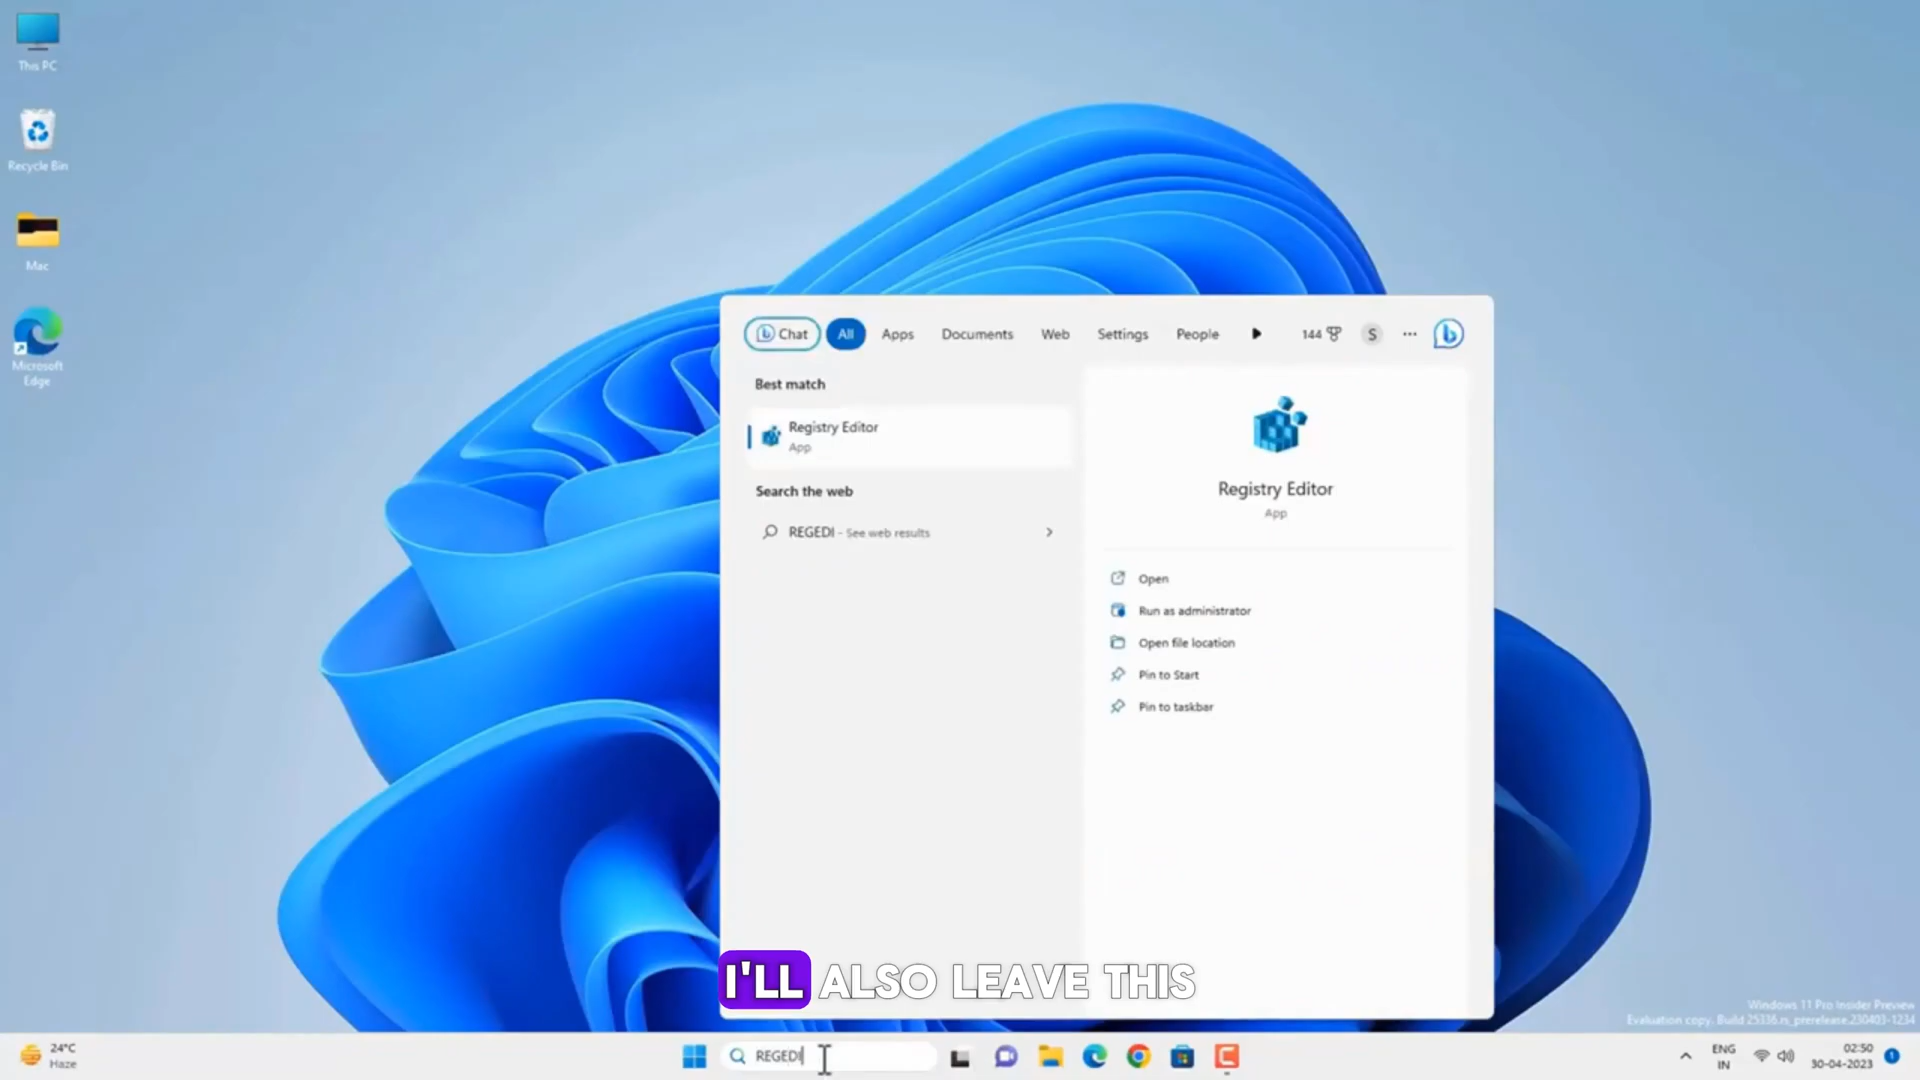 This PC
Recycle Bin
Mac
Microsoft
Edge
Chat All Apps Documents Web Settings People 144 S
Best match
Registry Editor
App
Search the web
REGEDI - See web results
Registry Editor
App
Open
Run as administrator
Open file location
Pin to Start
Pin to taskbar
I'LL ALSO LEAVE THIS
Windows 11 Pro Insider Preview
Evaluation copy. Build 25336.rs_prerelease.230403-1234
24°C
Haze
REGEDI
ENG
IN
02:50
30-04-2023
1